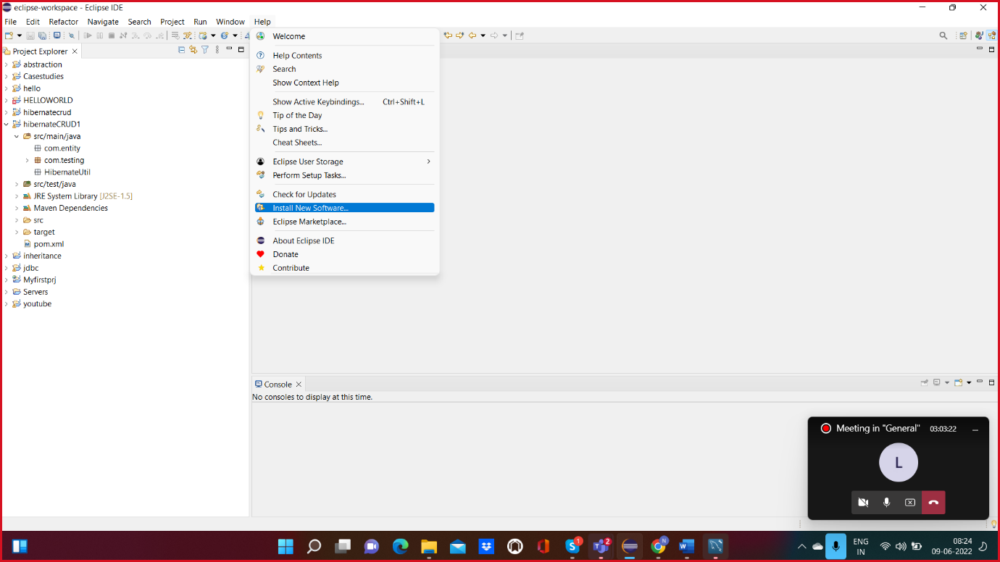 eclipse-workspace - Eclipse IDE
File Edit Refactor Navigate Search Project Run Window Help
Project Explorer
abstraction
Casestudies
hello
HELLOWORLD
hibernatecrud
hibernateCRUD1
src/main/java
com.entity
com.testing
HibernateUtil
src/test/java
JRE System Library [J2SE-1.5]
Maven Dependencies
src
target
pom.xml
inheritance
jdbc
Myfirstprj
Servers
youtube
Welcome
Help Contents
Search
Show Context Help
Show Active Keybindings... Ctrl+Shift+L
Tip of the Day
Tips and Tricks...
Cheat Sheets...
Eclipse User Storage
Perform Setup Tasks...
Check for Updates
Install New Software...
Eclipse Marketplace...
About Eclipse IDE
Donate
Contribute
Console
No consoles to display at this time.
Meeting in "General" 03:03:22
L
1
2
N
ENG
IN
08:24
09-06-2022